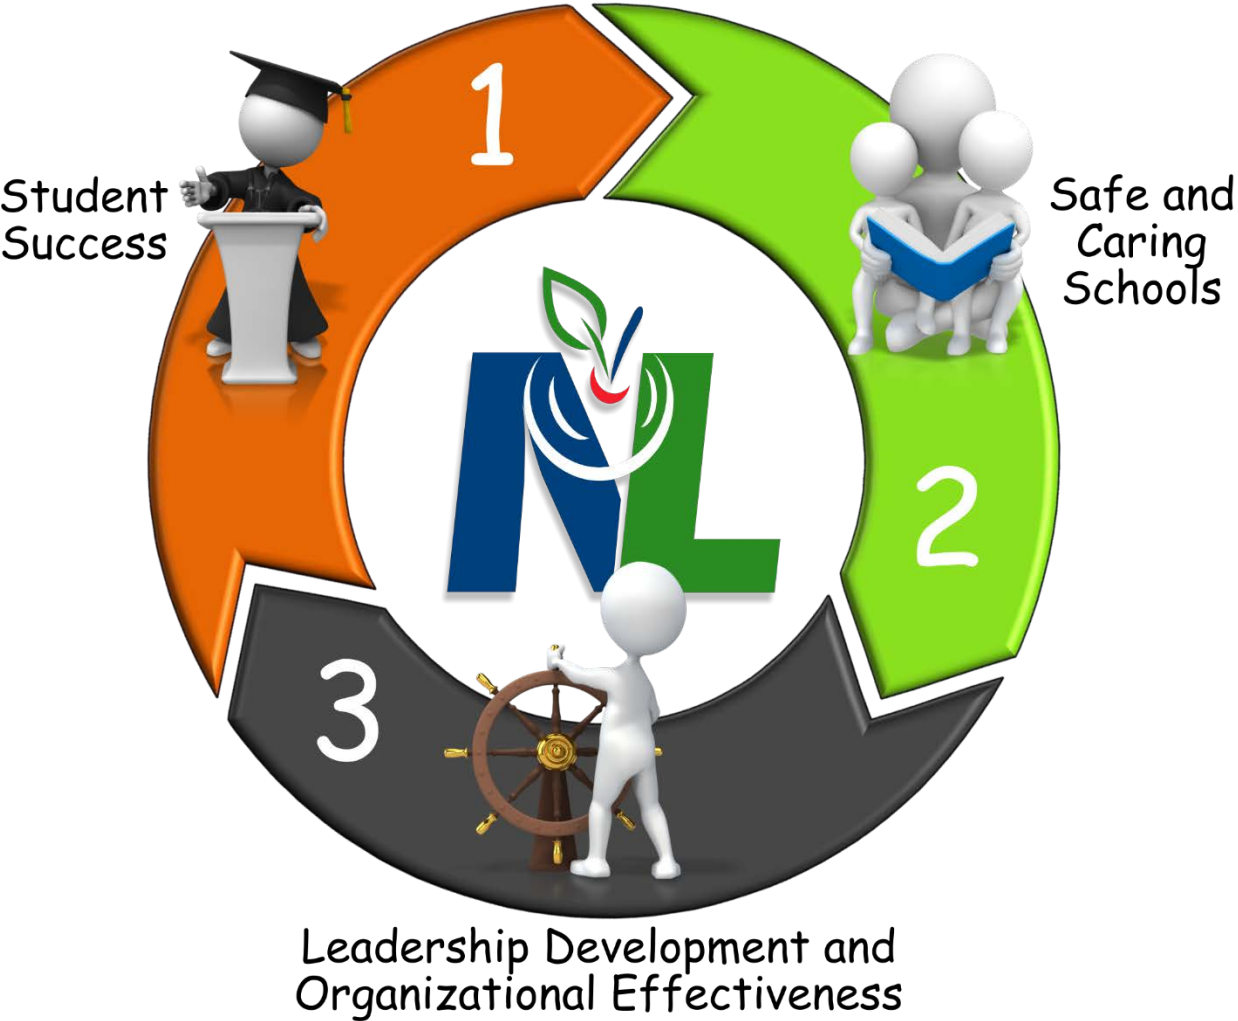 1
Student
Success
Safe and
Caring
Schools
NL
2
3
Leadership Development and
Organizational Effectiveness